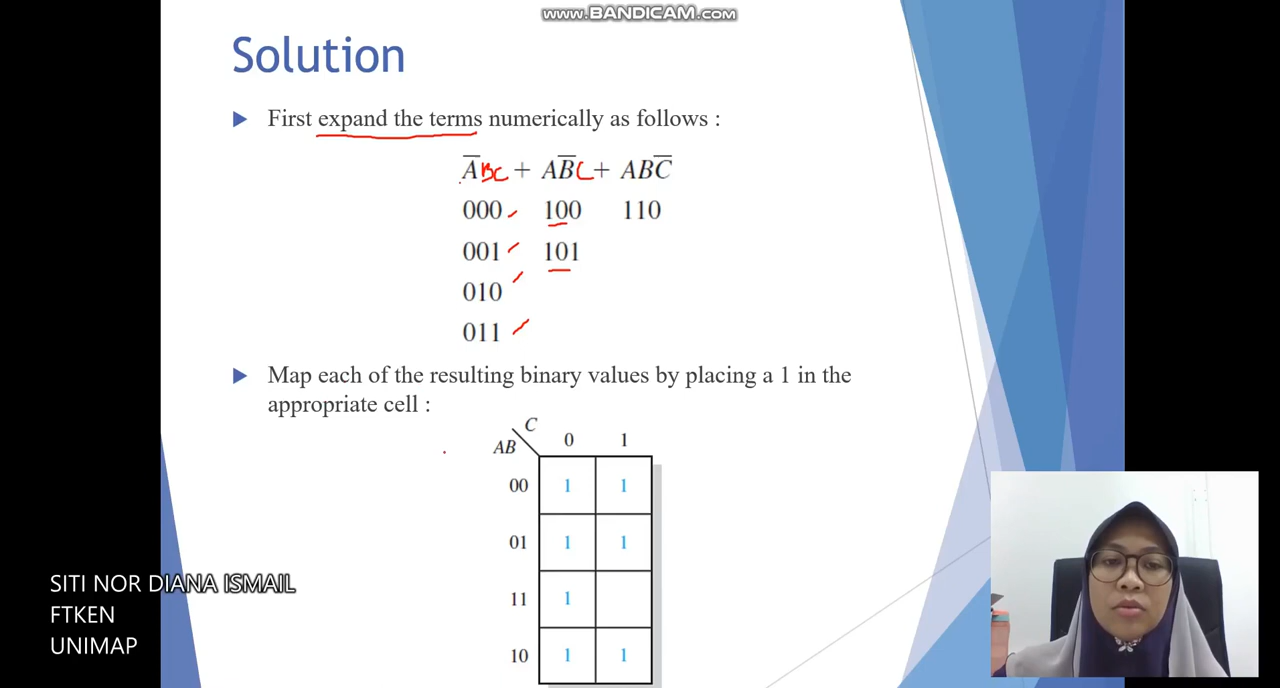 www.BANDICAM.com
Solution
First expand the terms numerically as follows :
A̅BC + AB̅C + ABC̅
000 100 110
001 101
010
011
Map each of the resulting binary values by placing a 1 in the
appropriate cell :
C
AB 0 1
00 1 1
01 1 1
11 1
10 1 1
SITI NOR DIANA ISMAIL
FTKEN
UNIMAP